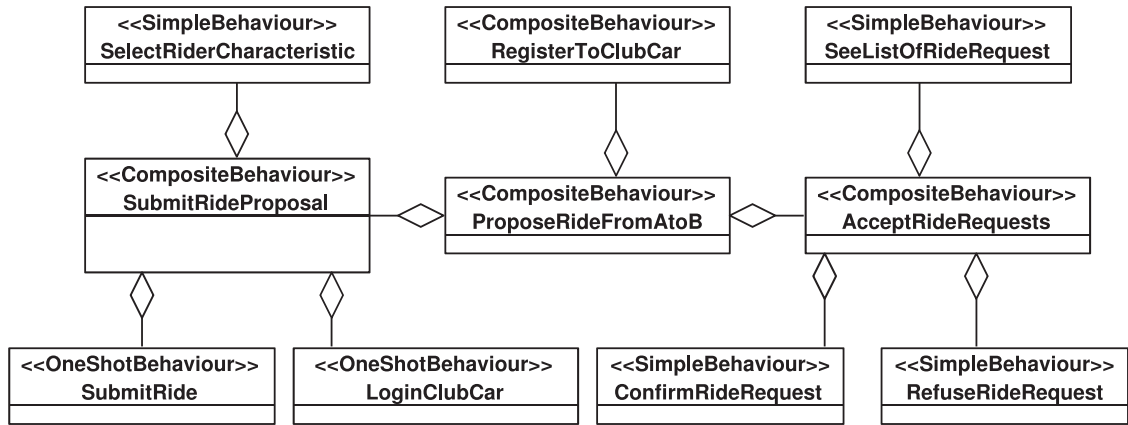 <<SimpleBehaviour>>
SelectRiderCharacteristic
<<CompositeBehaviour>>
RegisterToClubCar
<<SimpleBehaviour>>
SeeListOfRideRequest
<<CompositeBehaviour>>
SubmitRideProposal
<<CompositeBehaviour>>
ProposeRideFromAtoB
<<CompositeBehaviour>>
AcceptRideRequests
<<OneShotBehaviour>>
SubmitRide
<<OneShotBehaviour>>
LoginClubCar
<<SimpleBehaviour>>
ConfirmRideRequest
<<SimpleBehaviour>>
RefuseRideRequest